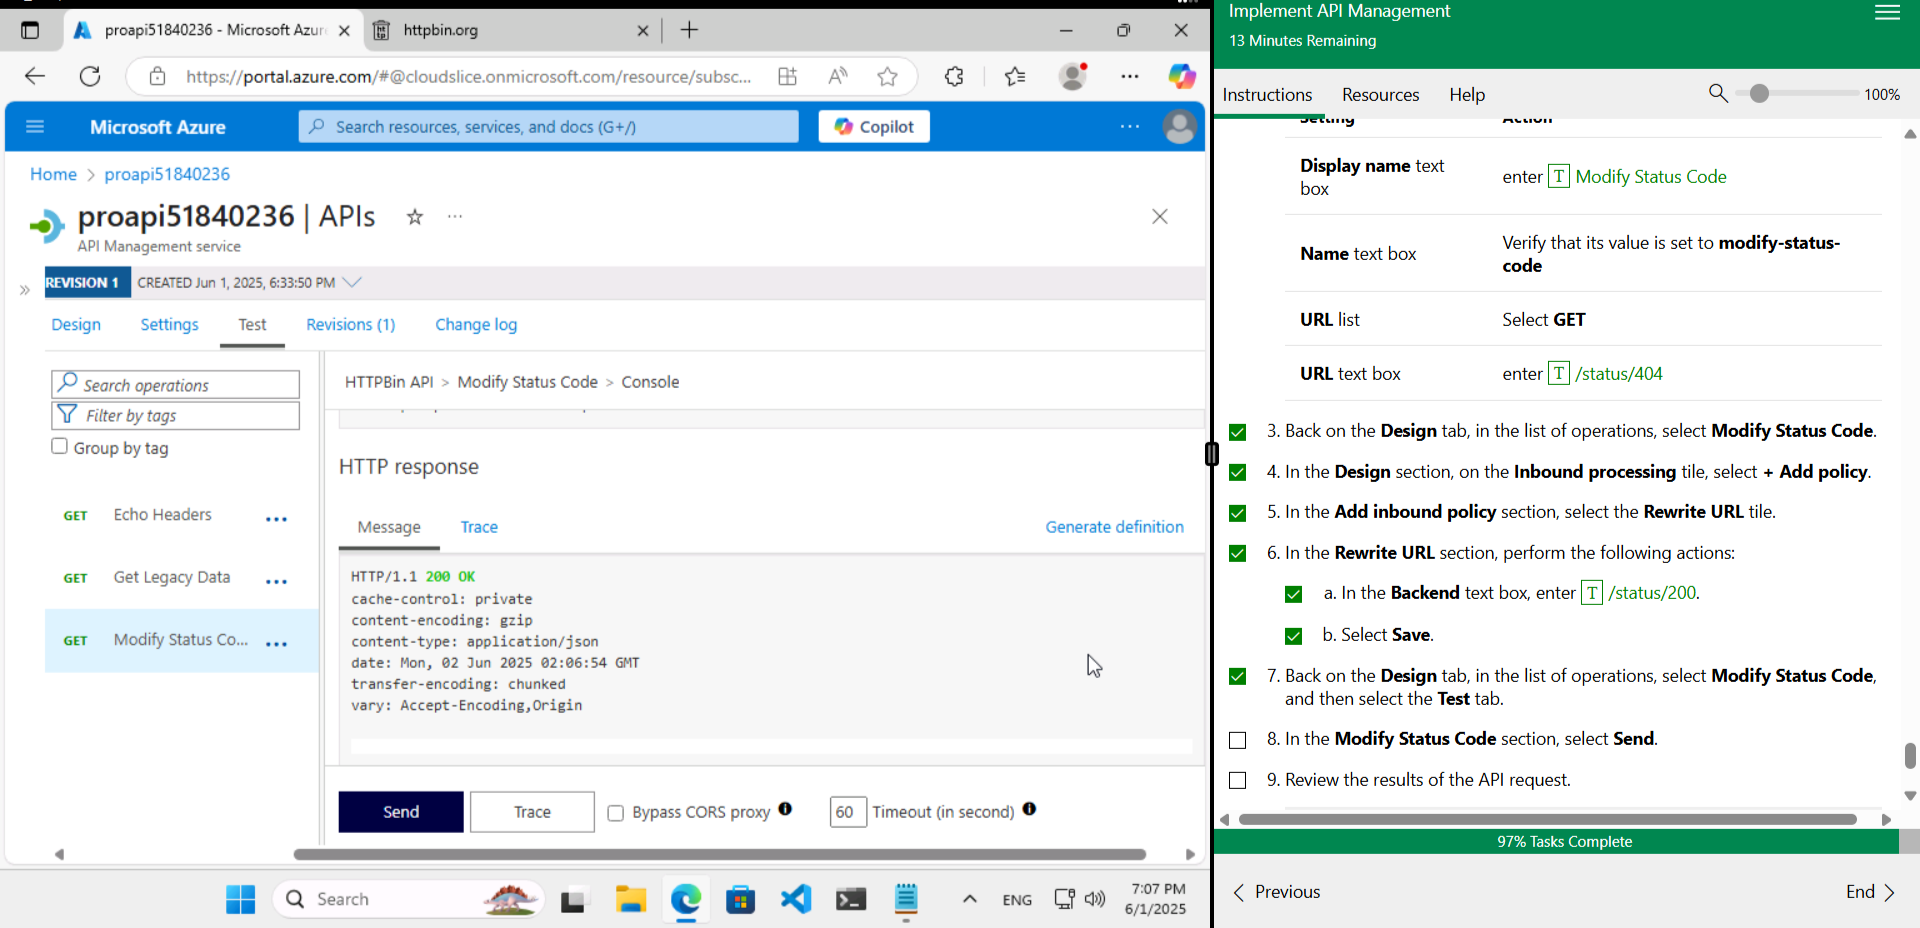 proapi51840236 - Microsoft Azur
httpbin.org
https://portal.azure.com/#@cloudslice.onmicrosoft.com/resource/subsc...
Microsoft Azure
Search resources, services, and docs (G+/)
Copilot
Home > proapi51840236
proapi51840236 | APIs
API Management service
REVISION 1
CREATED Jun 1, 2025, 6:33:50 PM
Design
Settings
Test
Revisions (1)
Change log
Search operations
Filter by tags
Group by tag
GET Echo Headers
GET Get Legacy Data
GET Modify Status Co...
HTTPBin API > Modify Status Code > Console
HTTP response
Message
Trace
Generate definition
HTTP/1.1 200 OK
cache-control: private
content-encoding: gzip
content-type: application/json
date: Mon, 02 Jun 2025 02:06:54 GMT
transfer-encoding: chunked
vary: Accept-Encoding,Origin
Send
Trace
Bypass CORS proxy
60
Timeout (in second)
Search
ENG
7:07 PM
6/1/2025
Implement API Management
13 Minutes Remaining
Instructions
Resources
Help
100%
Setting
Action
Display name text
box
enter T Modify Status Code
Name text box
Verify that its value is set to modify-status-
code
URL list
Select GET
URL text box
enter T /status/404
3. Back on the Design tab, in the list of operations, select Modify Status Code.
4. In the Design section, on the Inbound processing tile, select + Add policy.
5. In the Add inbound policy section, select the Rewrite URL tile.
6. In the Rewrite URL section, perform the following actions:
a. In the Backend text box, enter T /status/200.
b. Select Save.
7. Back on the Design tab, in the list of operations, select Modify Status Code,
and then select the Test tab.
8. In the Modify Status Code section, select Send.
9. Review the results of the API request.
97% Tasks Complete
Previous
End